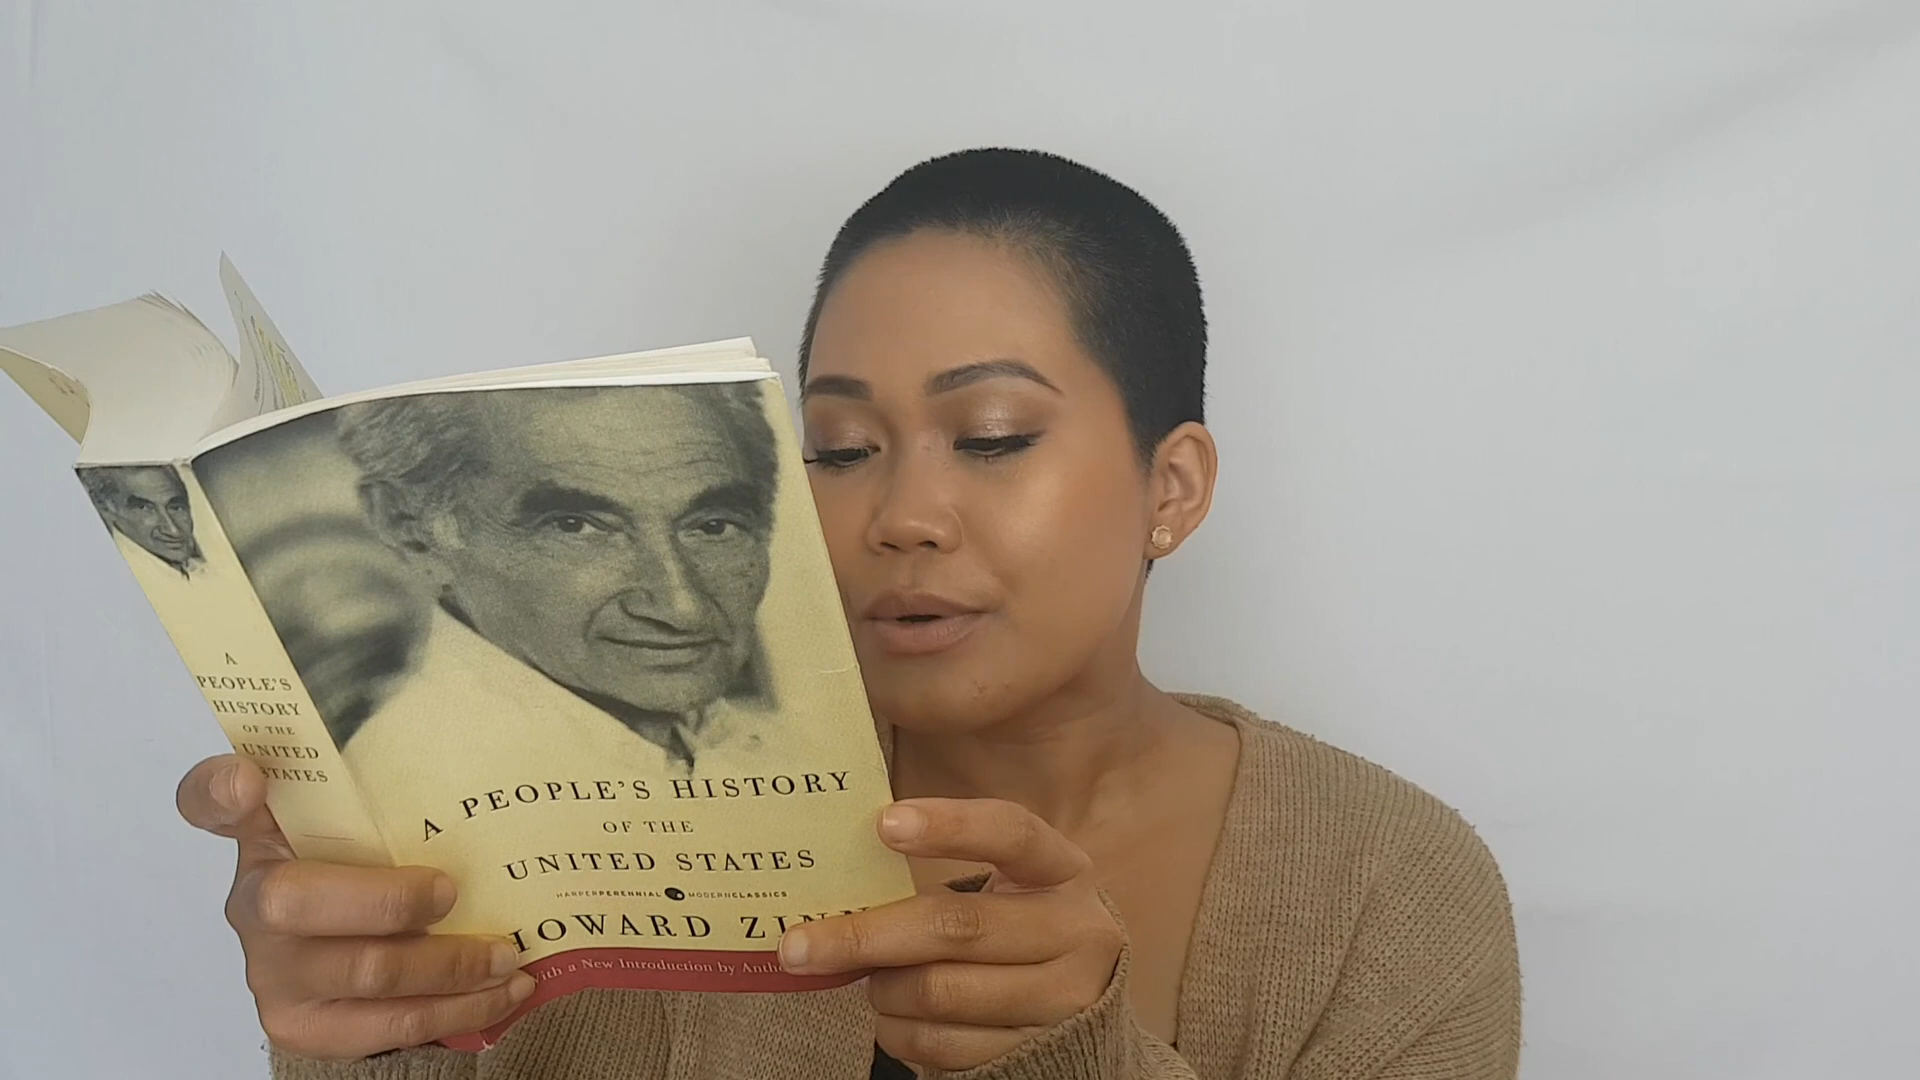 A
PEOPLE'S
HISTORY
OF THE
UNITED
STATES
A PEOPLE'S HISTORY
OF THE
UNITED STATES
HARPERPERENNIAL MODERNCLASSICS
HOWARD ZINN
With a New Introduction by